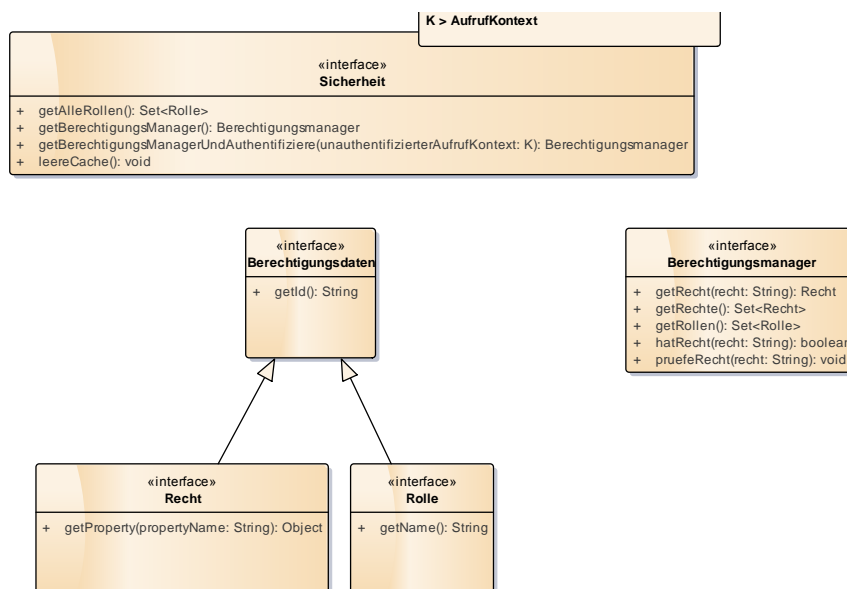 K > AufrufKontext
«interface»
Sicherheit
+ getAlleRollen(): Set<Rolle>
+ getBerechtigungsManager(): Berechtigungsmanager
+ getBerechtigungsManagerUndAuthentifiziere(unauthentifizierterAufrufKontext: K): Berechtigungsmanager
+ leereCache(): void
«interface»
Berechtigungsdaten
+ getId(): String
«interface»
Berechtigungsmanager
+ getRecht(recht: String): Recht
+ getRechte(): Set<Recht>
+ getRollen(): Set<Rolle>
+ hatRecht(recht: String): boolean
+ pruefeRecht(recht: String): void
«interface»
Recht
+ getProperty(propertyName: String): Object
«interface»
Rolle
+ getName(): String